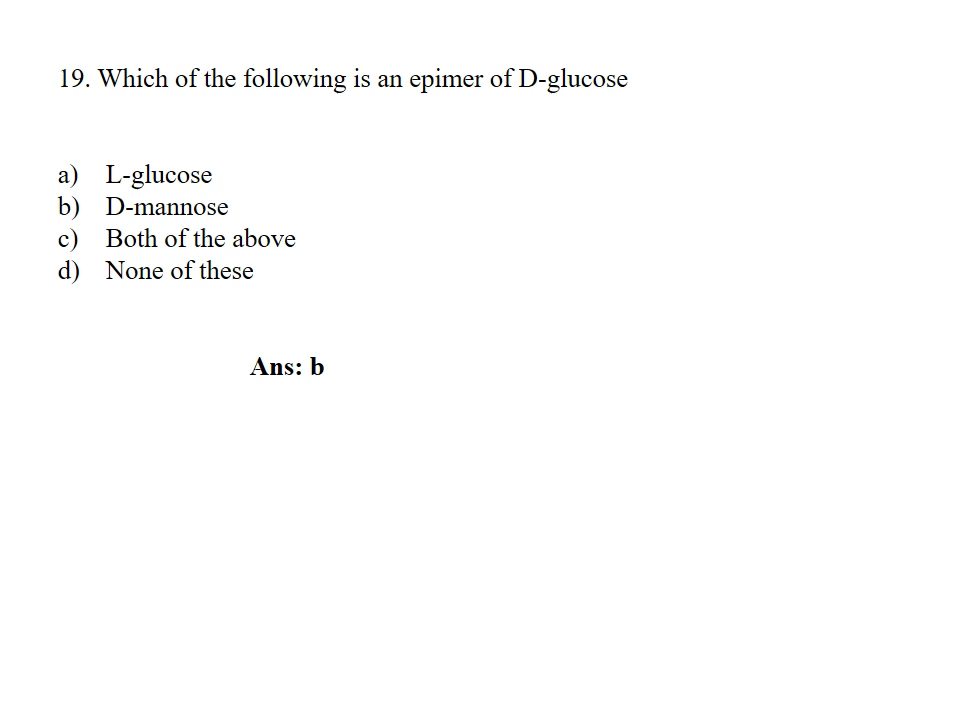 19. Which of the following is an epimer of D-glucose
a) L-glucose
b) D-mannose
c) Both of the above
d) None of these
Ans: b